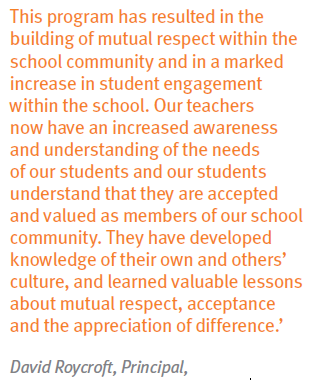 This program has resulted in the
building of mutual respect within the
school community and in a marked
increase in student engagement
within the school. Our teachers
now have an increased awareness
and understanding of the needs
of our students and our students
understand that they are accepted
and valued as members of our school
community. They have developed
knowledge of their own and others’
culture, and learned valuable lessons
about mutual respect, acceptance
and the appreciation of difference.’
David Roycroft, Principal,